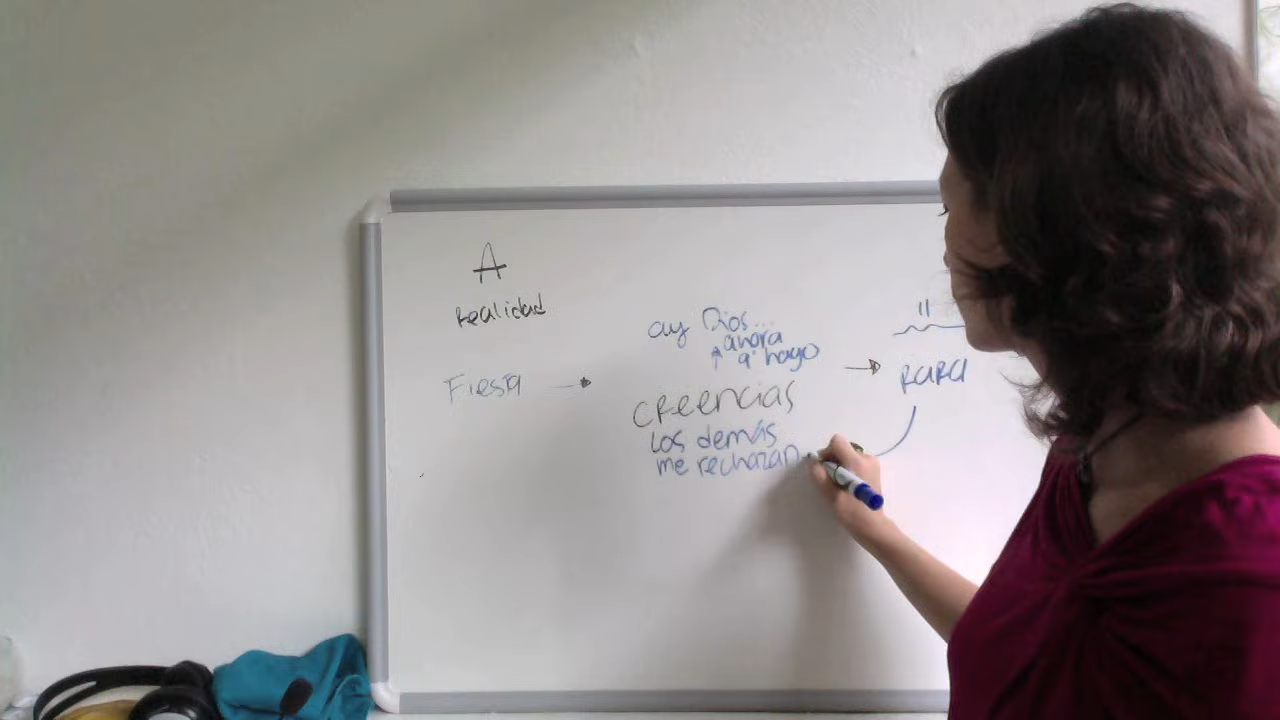 A
Realidad
ay Dios...
ahora
q' hago
Fiesta
RARA
creencias
los demás
me rechazan